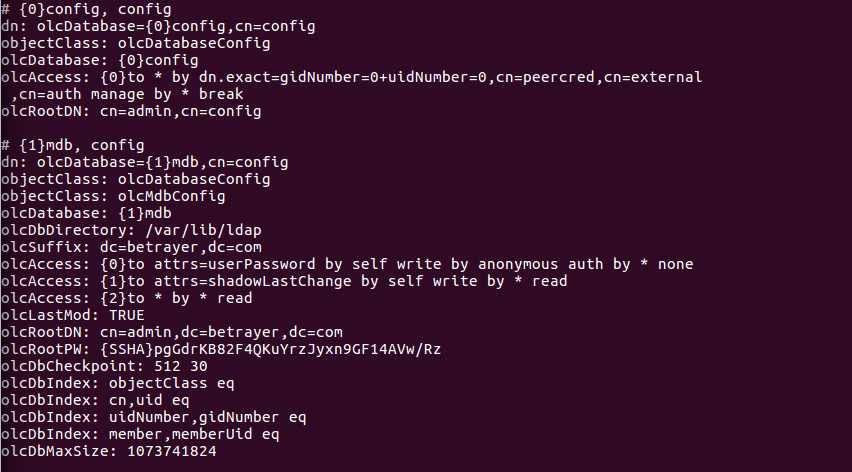 # {0}config, config
dn: olcDatabase={0}config,cn=config
objectClass: olcDatabaseConfig
olcDatabase: {0}config
olcAccess: {0}to * by dn.exact=gidNumber=0+uidNumber=0,cn=peercred,cn=external
 ,cn=auth manage by * break
olcRootDN: cn=admin,cn=config

# {1}mdb, config
dn: olcDatabase={1}mdb,cn=config
objectClass: olcDatabaseConfig
objectClass: olcMdbConfig
olcDatabase: {1}mdb
olcDbDirectory: /var/lib/ldap
olcSuffix: dc=betrayer,dc=com
olcAccess: {0}to attrs=userPassword by self write by anonymous auth by * none
olcAccess: {1}to attrs=shadowLastChange by self write by * read
olcAccess: {2}to * by * read
olcLastMod: TRUE
olcRootDN: cn=admin,dc=betrayer,dc=com
olcRootPW: {SSHA}pgGdrKB82F4QKuYrzJyxn9GF14AVw/Rz
olcDbCheckpoint: 512 30
olcDbIndex: objectClass eq
olcDbIndex: cn,uid eq
olcDbIndex: uidNumber,gidNumber eq
olcDbIndex: member,memberUid eq
olcDbMaxSize: 1073741824